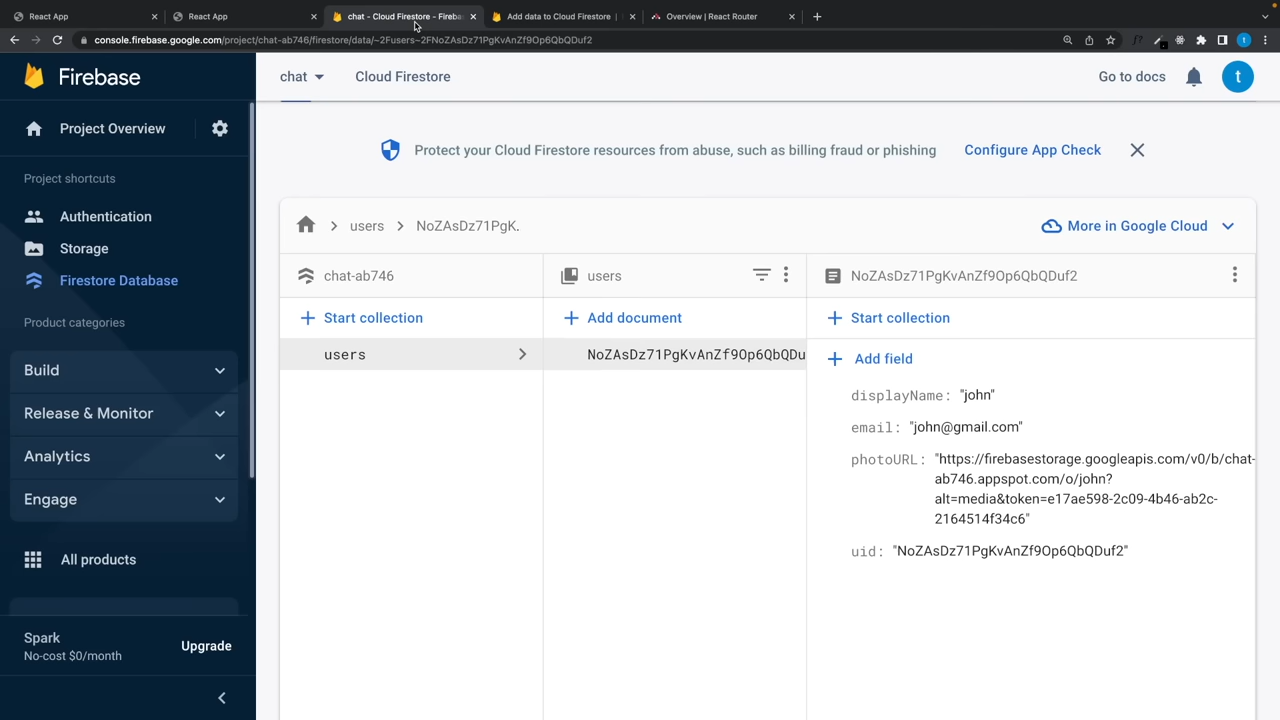 React App
React App
chat - Cloud Firestore - Fireba
Add data to Cloud Firestore |
Overview | React Router
console.firebase.google.com/project/chat-ab746/firestore/data/~2Fusers~2FNoZAsDz71PgKvAnZf9Op6QbQDuf2
Firebase
chat
Cloud Firestore
Go to docs
t
Project Overview
Protect your Cloud Firestore resources from abuse, such as billing fraud or phishing
Configure App Check
Project shortcuts
Authentication
Storage
Firestore Database
Product categories
Build
Release & Monitor
Analytics
Engage
All products
Spark
No-cost $0/month
Upgrade
users
NoZAsDz71PgK.
More in Google Cloud
chat-ab746
users
NoZAsDz71PgKvAnZf9Op6QbQDuf2
Start collection
Add document
Start collection
users
NoZAsDz71PgKvAnZf9Op6QbQDu
Add field
displayName: "john"
email: "john@gmail.com"
photoURL: "https://firebasestorage.googleapis.com/v0/b/chat-
ab746.appspot.com/o/john?
alt=media&token=e17ae598-2c09-4b46-ab2c-
2164514f34c6"
uid: "NoZAsDz71PgKvAnZf9Op6QbQDuf2"